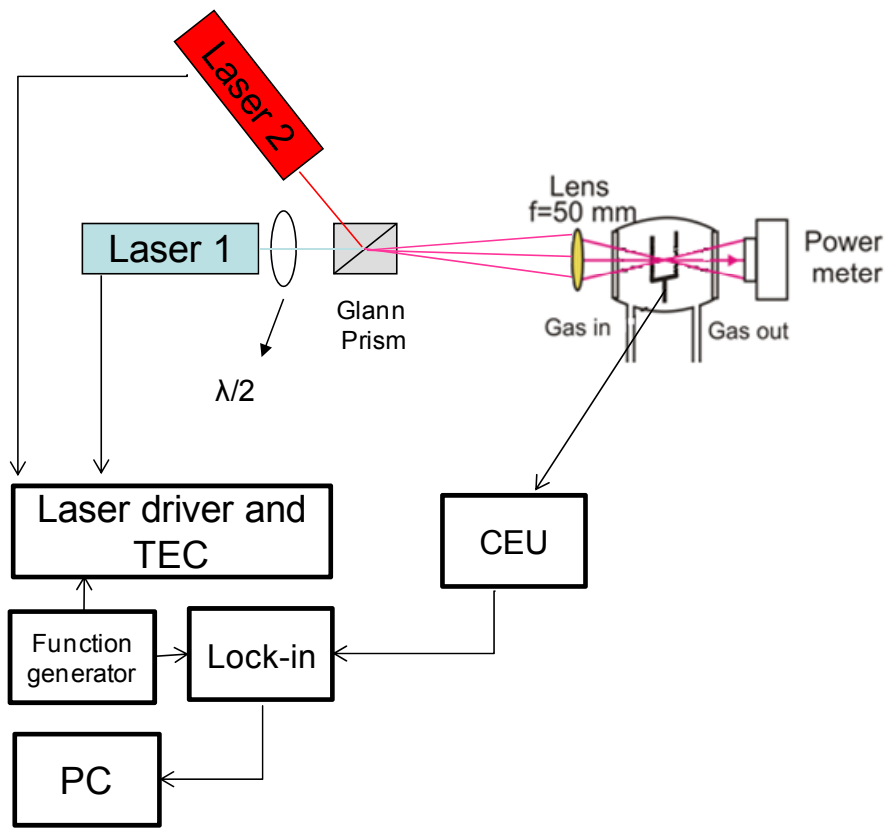 Laser 2
Laser 1
λ/2
Glann
Prism
Lens
f=50 mm
Power
meter
Gas in
Gas out
Laser driver and
TEC
CEU
Function
generator
Lock-in
PC